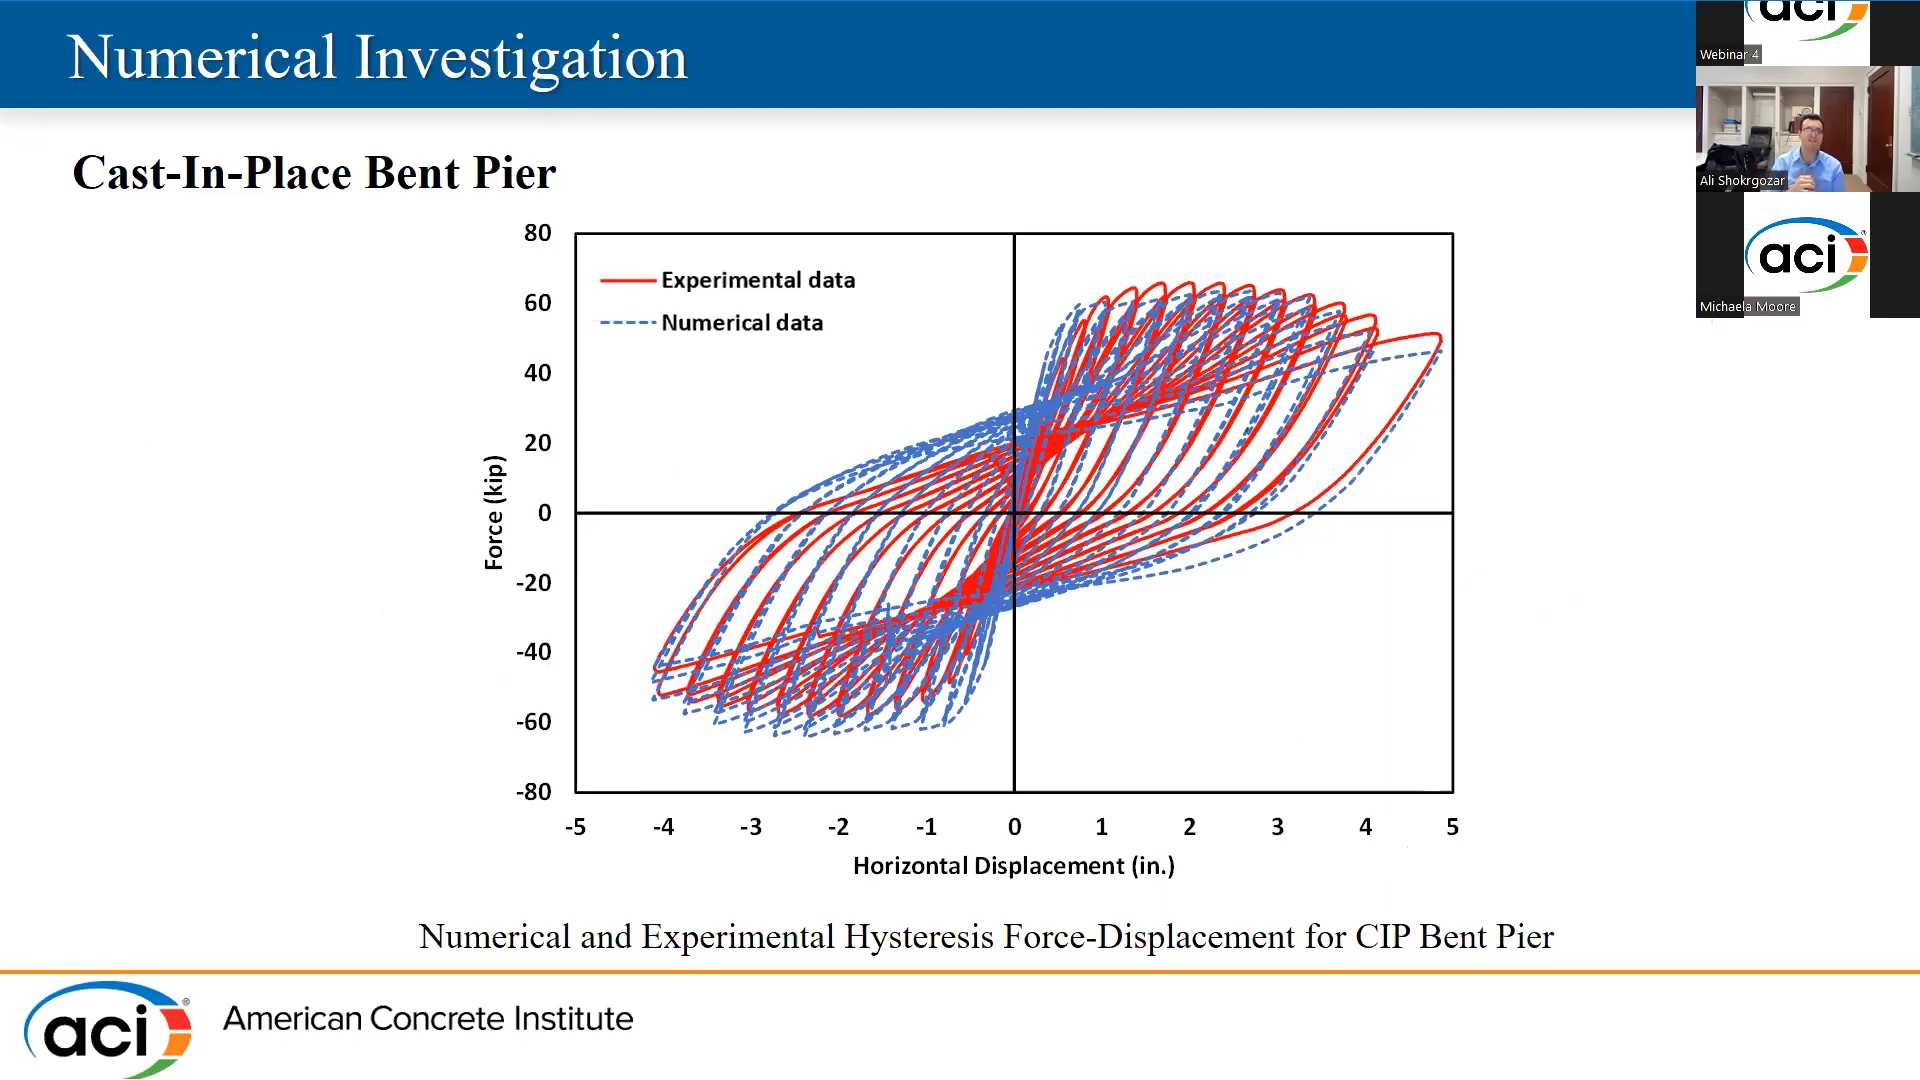 Numerical Investigation
Cast-In-Place Bent Pier
aci
Webinar 4
Ali Shokrgozar
aci®
Michaela Moore
Experimental data
Numerical data
80
60
40
20
0
-20
-40
-60
-80
Force (kip)
-5 -4 -3 -2 -1 0 1 2 3 4 5
Horizontal Displacement (in.)
Numerical and Experimental Hysteresis Force-Displacement for CIP Bent Pier
aci® American Concrete Institute